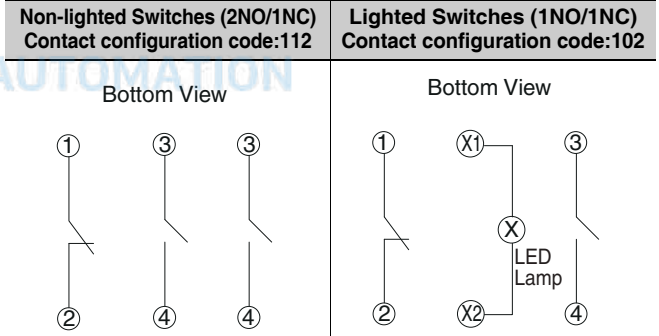 Non-lighted Switches (2NO/1NC)
Contact configuration code:112
Lighted Switches (1NO/1NC)
Contact configuration code:102
AUTOMATION
Bottom View
1 3 3
2 4 4
Bottom View
1 X1 3
X
LED
Lamp
2 X2 4